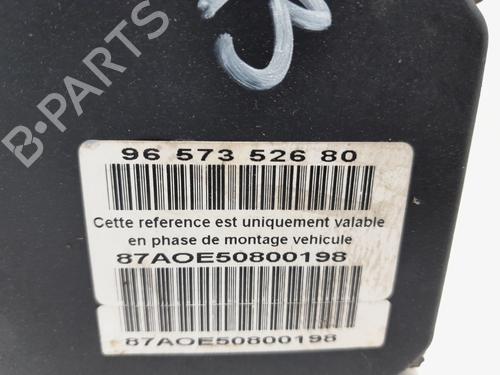 B-PARTS
96 573 526 80
Cette reference est uniquement valable
en phase de montage vehicule
87AOE50800198
87AOE50800198